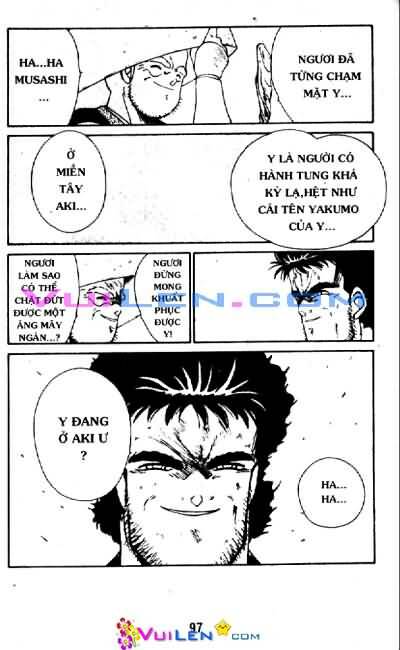 NGƯƠI ĐÃ
TỪNG CHẠM
MẶT Y...
HA...HA
MUSASHI
...
Y LÀ NGƯỜI CÓ
HÀNH TUNG KHÁ
KỲ LẠ,HỆT NHƯ
CÁI TÊN YAKUMO
CỦA Y...
Ở
MIỀN
TÂY
AKI...
NGƯƠI
ĐỪNG
MONG
KHUẤT
PHỤC
ĐƯỢC
Y!
NGƯƠI
LÀM SAO
CÓ THỂ
CHẶT ĐỨT
ĐƯỢC MỘT
ÁNG MÂY
NGÀN...?
VUILEN.COM
Y ĐANG
Ở AKI Ư
?
HA...
HA...
97
VUILEN
.COM